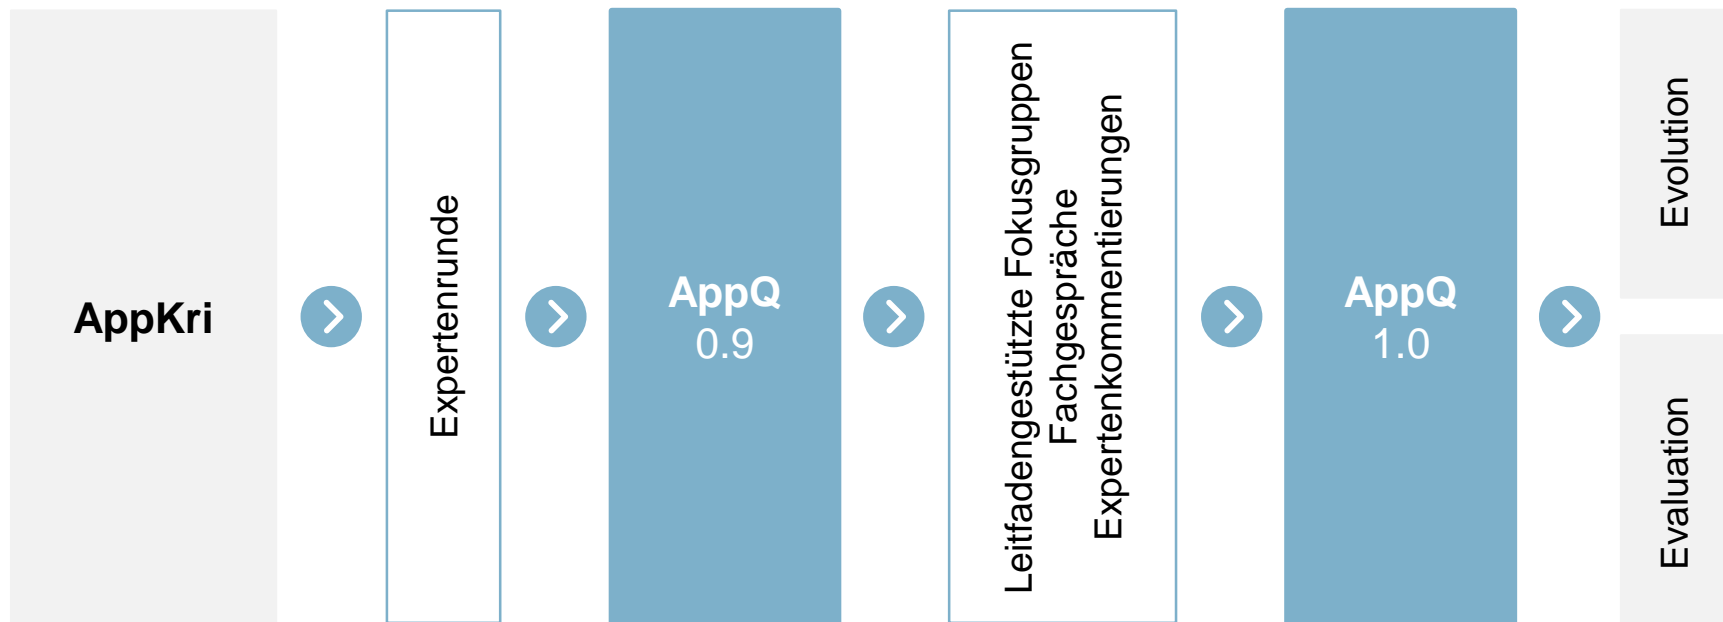 AppKri
Expertenrunde
AppQ
0.9
Leitfadengestützte Fokusgruppen
Fachgespräche
Expertenkommentierungen
AppQ
1.0
Evolution
Evaluation